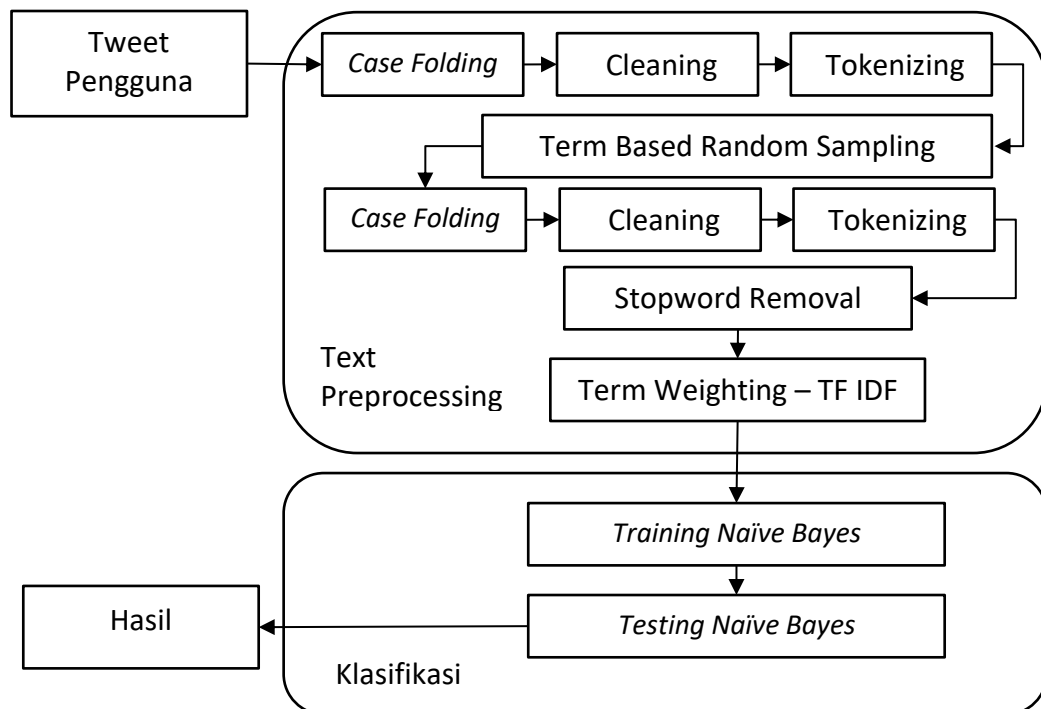 Tweet
Pengguna
Case Folding
Cleaning
Tokenizing
Term Based Random Sampling
Case Folding
Cleaning
Tokenizing
Stopword Removal
Text
Preprocessing
Term Weighting – TF IDF
Training Naïve Bayes
Testing Naïve Bayes
Hasil
Klasifikasi